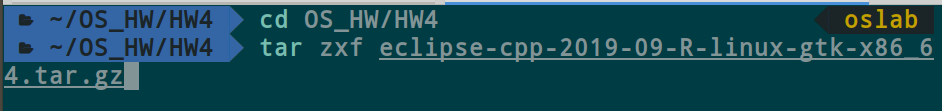 ~/OS_HW/HW4 cd OS_HW/HW4 oslab
~/OS_HW/HW4 tar zxf eclipse-cpp-2019-09-R-linux-gtk-x86_6
4.tar.gz